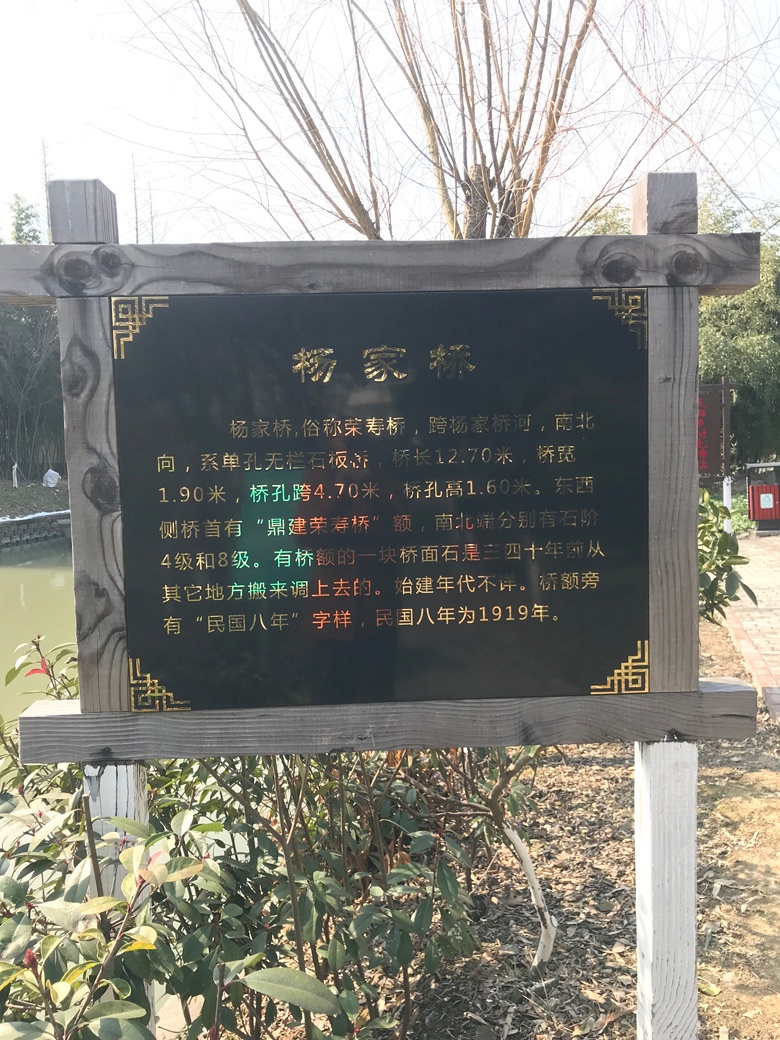 杨家桥
杨家桥,俗称荣寿桥，跨杨家桥河，南北
向，系单孔无栏石板桥，桥长12.70米，桥宽
1.90米，桥孔跨4.70米，桥孔高1.60米。东西
侧桥首有“鼎建荣寿桥”额，南北端分别有石阶
4级和8级。有桥额的一块桥面石是三四十年前从
其它地方搬来调上去的。始建年代不详。桥额旁
有“民国八年”字样，民国八年为1919年。